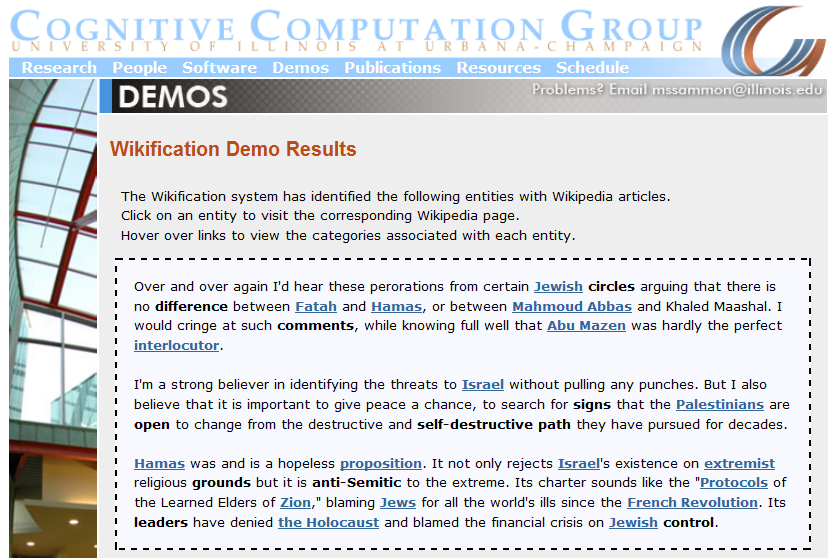 COGNITIVE COMPUTATION GROUP
UNIVERSITY OF ILLINOIS AT URBANA-CHAMPAIGN
Research People Software Demos Publications Resources Schedule
DEMOS
Problems? Email mssammon@illinois.edu
Wikification Demo Results
The Wikification system has identified the following entities with Wikipedia articles.
Click on an entity to visit the corresponding Wikipedia page.
Hover over links to view the categories associated with each entity.
Over and over again I'd hear these perorations from certain Jewish circles arguing that there is
no difference between Fatah and Hamas, or between Mahmoud Abbas and Khaled Maashal. I
would cringe at such comments, while knowing full well that Abu Mazen was hardly the perfect
interlocutor.
I'm a strong believer in identifying the threats to Israel without pulling any punches. But I also
believe that it is important to give peace a chance, to search for signs that the Palestinians are
open to change from the destructive and self-destructive path they have pursued for decades.
Hamas was and is a hopeless proposition. It not only rejects Israel's existence on extremist
religious grounds but it is anti-Semitic to the extreme. Its charter sounds like the "Protocols of
the Learned Elders of Zion," blaming Jews for all the world's ills since the French Revolution. Its
leaders have denied the Holocaust and blamed the financial crisis on Jewish control.